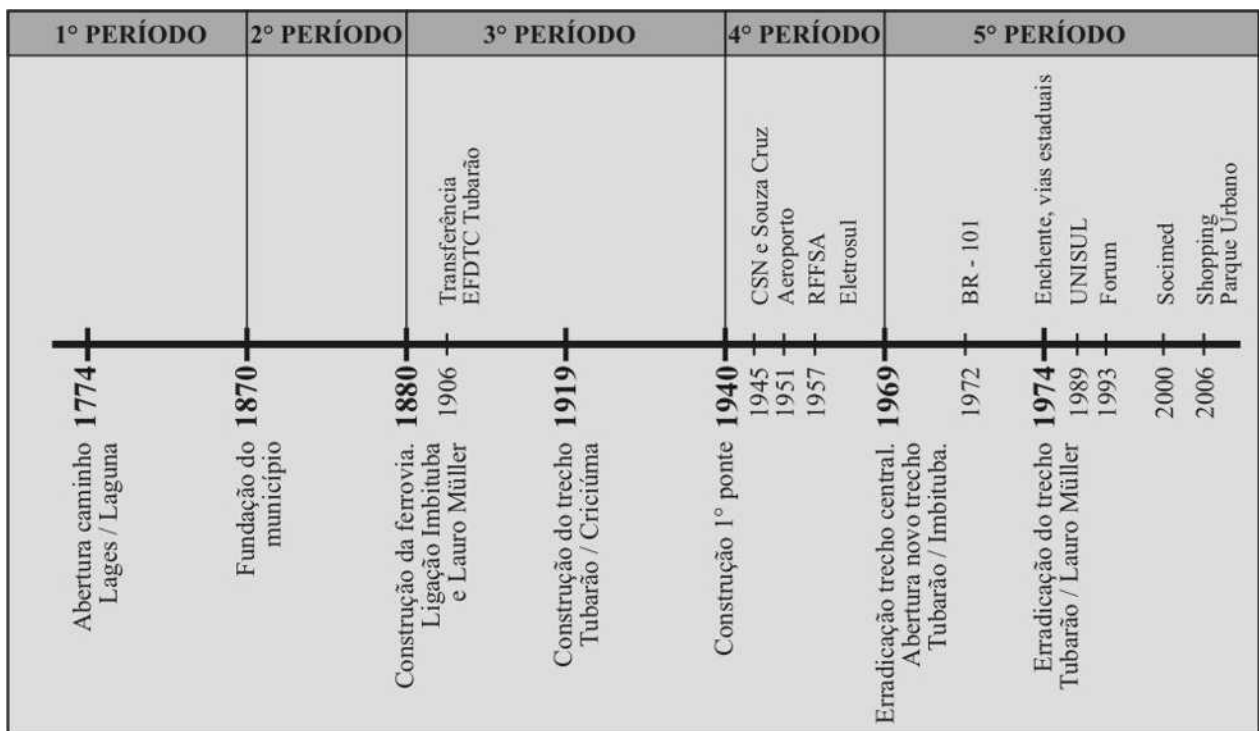 1° PERÍODO
2° PERÍODO
3° PERÍODO
4° PERÍODO
5° PERÍODO
Transferência
EFDTC Tubarão
CSN e Souza Cruz
Aeroporto
RFFSA
Eletrosul
BR - 101
Enchente, vias estaduais
UNISUL
Forum
Socimed
Shopping
Parque Urbano
1774
1870
1880
1906
1919
1940
1945
1951
1957
1969
1972
1974
1989
1993
2000
2006
Abertura caminho
Lages / Laguna
Fundação do
município
Construção da ferrovia.
Ligação Imbituba
e Lauro Müller
Construção do trecho
Tubarão / Criciúma
Construção 1° ponte
Erradicação trecho central.
Abertura novo trecho
Tubarão / Imbituba.
Erradicação do trecho
Tubarão / Lauro Müller